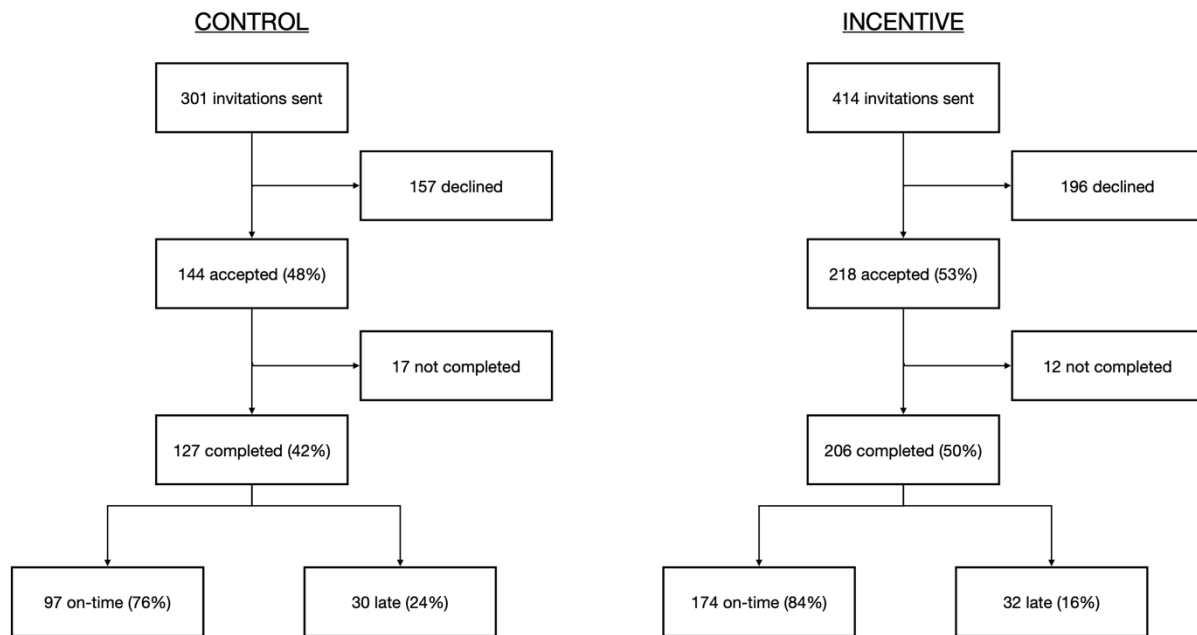 CONTROL
301 invitations sent
157 declined
144 accepted (48%)
17 not completed
127 completed (42%)
97 on-time (76%)
30 late (24%)
INCENTIVE
414 invitations sent
196 declined
218 accepted (53%)
12 not completed
206 completed (50%)
174 on-time (84%)
32 late (16%)